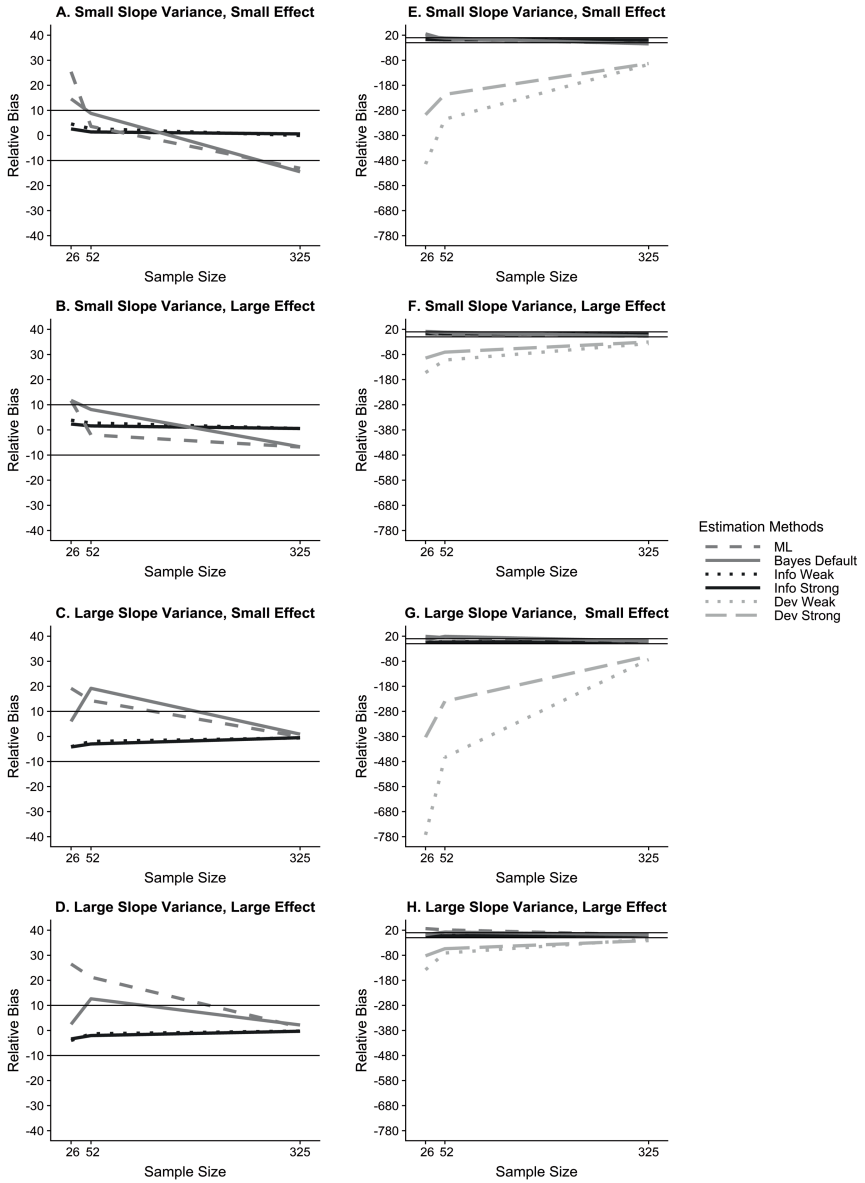 A. Small Slope Variance, Small Effect
40
30
20
10
0
-10
-20
-30
-40
Relative Bias
26 52 325
Sample Size
E. Small Slope Variance, Small Effect
20
-80
-180
-280
-380
-480
-580
-680
-780
Relative Bias
26 52 325
Sample Size
B. Small Slope Variance, Large Effect
40
30
20
10
0
-10
-20
-30
-40
Relative Bias
26 52 325
Sample Size
F. Small Slope Variance, Large Effect
20
-80
-180
-280
-380
-480
-580
-680
-780
Relative Bias
26 52 325
Sample Size
Estimation Methods
ML
Bayes Default
Info Weak
Info Strong
Dev Weak
Dev Strong
C. Large Slope Variance, Small Effect
40
30
20
10
0
-10
-20
-30
-40
Relative Bias
26 52 325
Sample Size
G. Large Slope Variance, Small Effect
20
-80
-180
-280
-380
-480
-580
-680
-780
Relative Bias
26 52 325
Sample Size
D. Large Slope Variance, Large Effect
40
30
20
10
0
-10
-20
-30
-40
Relative Bias
26 52 325
Sample Size
H. Large Slope Variance, Large Effect
20
-80
-180
-280
-380
-480
-580
-680
-780
Relative Bias
26 52 325
Sample Size